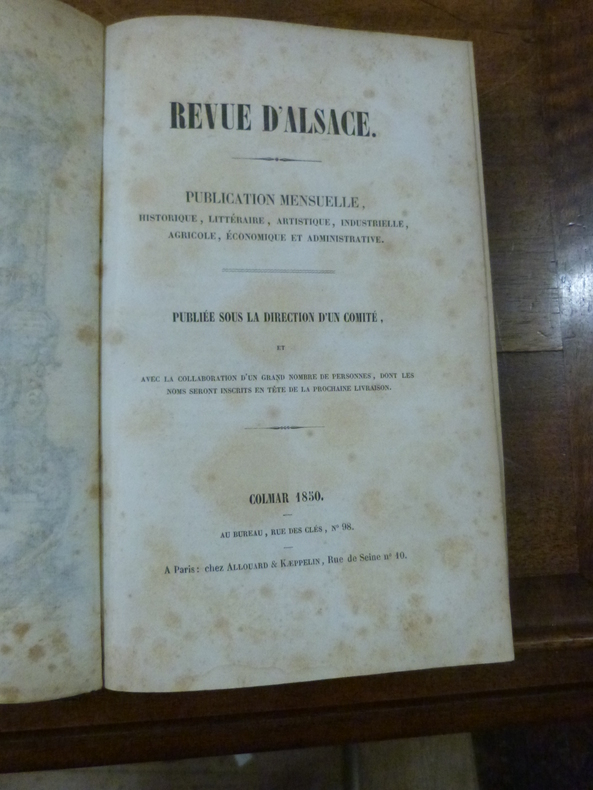 REVUE D'ALSACE.
PUBLICATION MENSUELLE,
HISTORIQUE, LITTÉRAIRE, ARTISTIQUE, INDUSTRIELLE,
AGRICOLE, ÉCONOMIQUE ET ADMINISTRATIVE.
PUBLIÉE SOUS LA DIRECTION D'UN COMITÉ,
ET
AVEC LA COLLABORATION D'UN GRAND NOMBRE DE PERSONNES, DONT LES
NOMS SERONT INSCRITS EN TÊTE DE LA PROCHAINE LIVRAISON.
COLMAR 1850.
AU BUREAU, RUE DES CLÉS, Nº 98.
A Paris: chez ALLOUARD & KÆPPELIN, Rue de Seine nº 10.